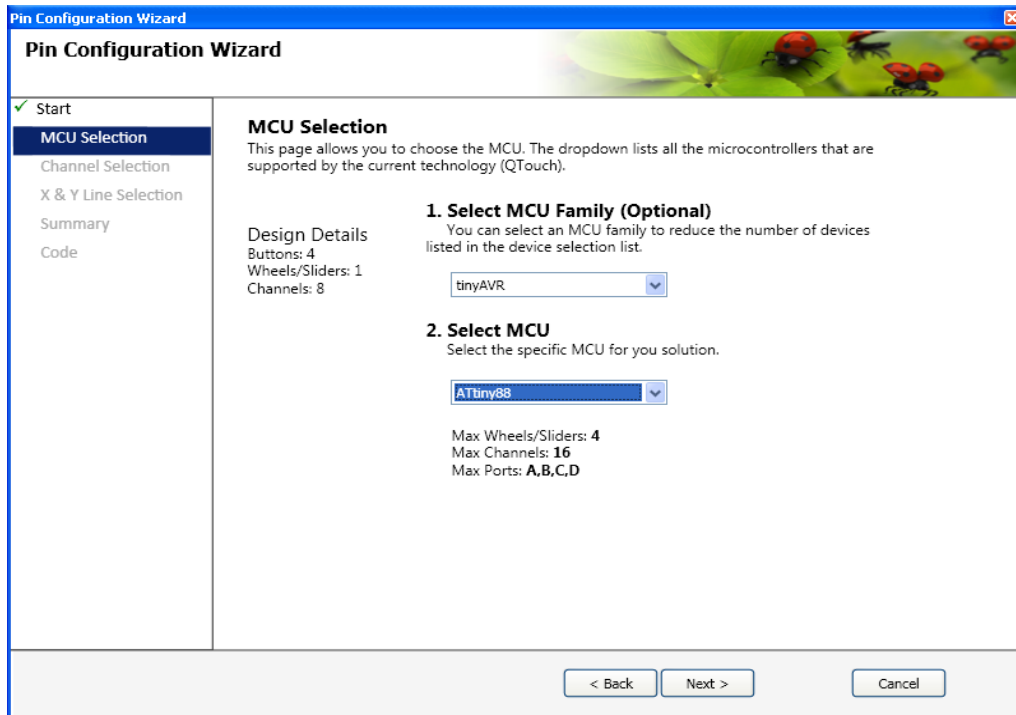 Pin Configuration Wizard
Pin Configuration Wizard
Start
MCU Selection
Channel Selection
X & Y Line Selection
Summary
Code
MCU Selection
This page allows you to choose the MCU. The dropdown lists all the microcontrollers that are
supported by the current technology (QTouch).
Design Details
Buttons: 4
Wheels/Sliders: 1
Channels: 8
1. Select MCU Family (Optional)
You can select an MCU family to reduce the number of devices
listed in the device selection list.
tinyAVR
2. Select MCU
Select the specific MCU for you solution.
ATtiny88
Max Wheels/Sliders: 4
Max Channels: 16
Max Ports: A,B,C,D
< Back
Next >
Cancel